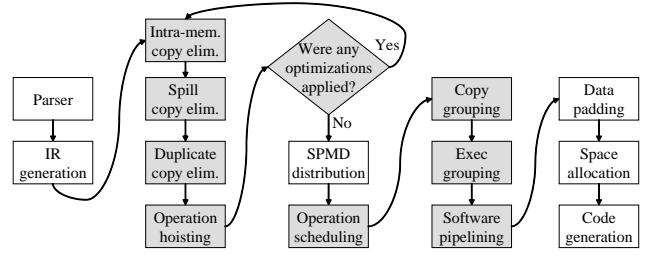 Parser
IR
generation
Intra-mem.
copy elim.
Spill
copy elim.
Duplicate
copy elim.
Operation
hoisting
Were any
optimizations
applied?
Yes
No
SPMD
distribution
Operation
scheduling
Copy
grouping
Exec
grouping
Software
pipelining
Data
padding
Space
allocation
Code
generation